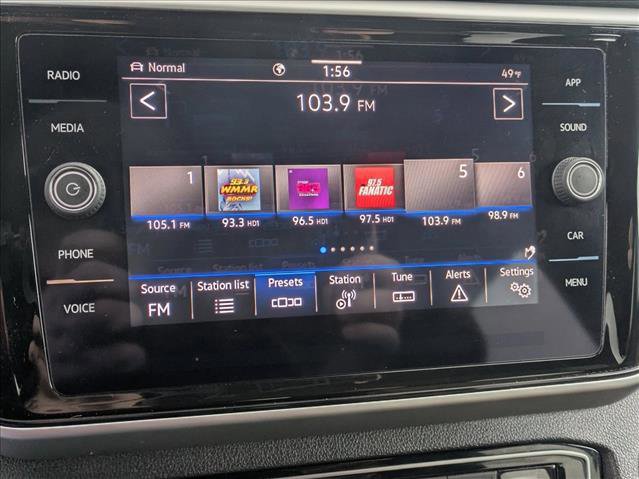 RADIO
MEDIA
PHONE
VOICE
Normal
1:56
49°F
103.9 FM
1
5
6
93.3
WMMR
ROCKS!
97.5
FANATIC
105.1 FM
93.3 HD1
96.5 HD1
97.5 HD1
103.9 FM
98.9 FM
Source
FM
Station list
Presets
Station
Tune
Alerts
Settings
APP
SOUND
CAR
MENU